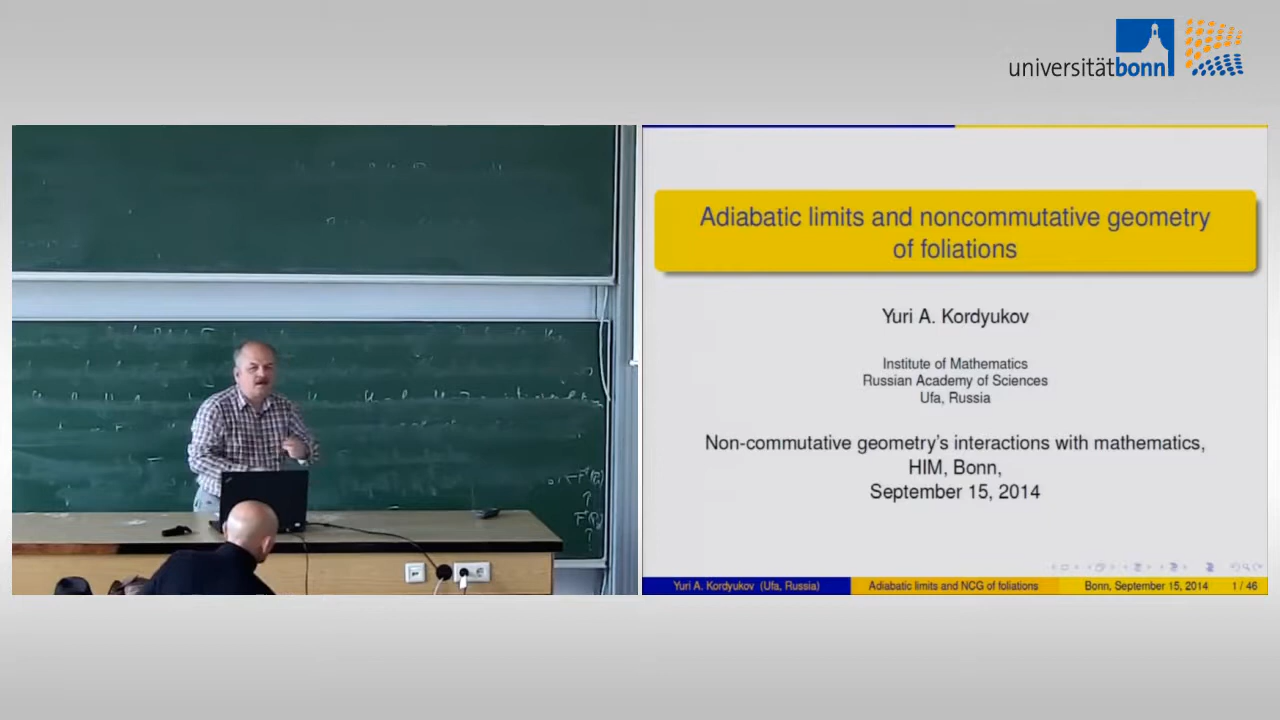 universitätbonn
Adiabatic limits and noncommutative geometry
of foliations
Yuri A. Kordyukov
Institute of Mathematics
Russian Academy of Sciences
Ufa, Russia
Non-commutative geometry's interactions with mathematics,
HIM, Bonn,
September 15, 2014
Yuri A. Kordyukov (Ufa, Russia) Adiabatic limits and NCG of foliations Bonn, September 15, 2014 1 / 46